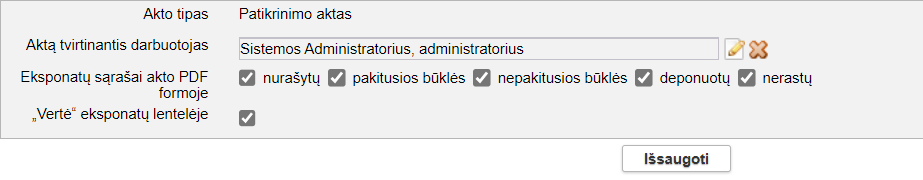 Akto tipas Patikrinimo aktas
Aktą tvirtinantis darbuotojas Sistemos Administratorius, administratorius
Eksponatų sąrašai akto PDF formoje nurašytų pakitusios būklės nepakitusios būklės deponuotų nerastų
„Vertė“ eksponatų lentelėje
Išsaugoti